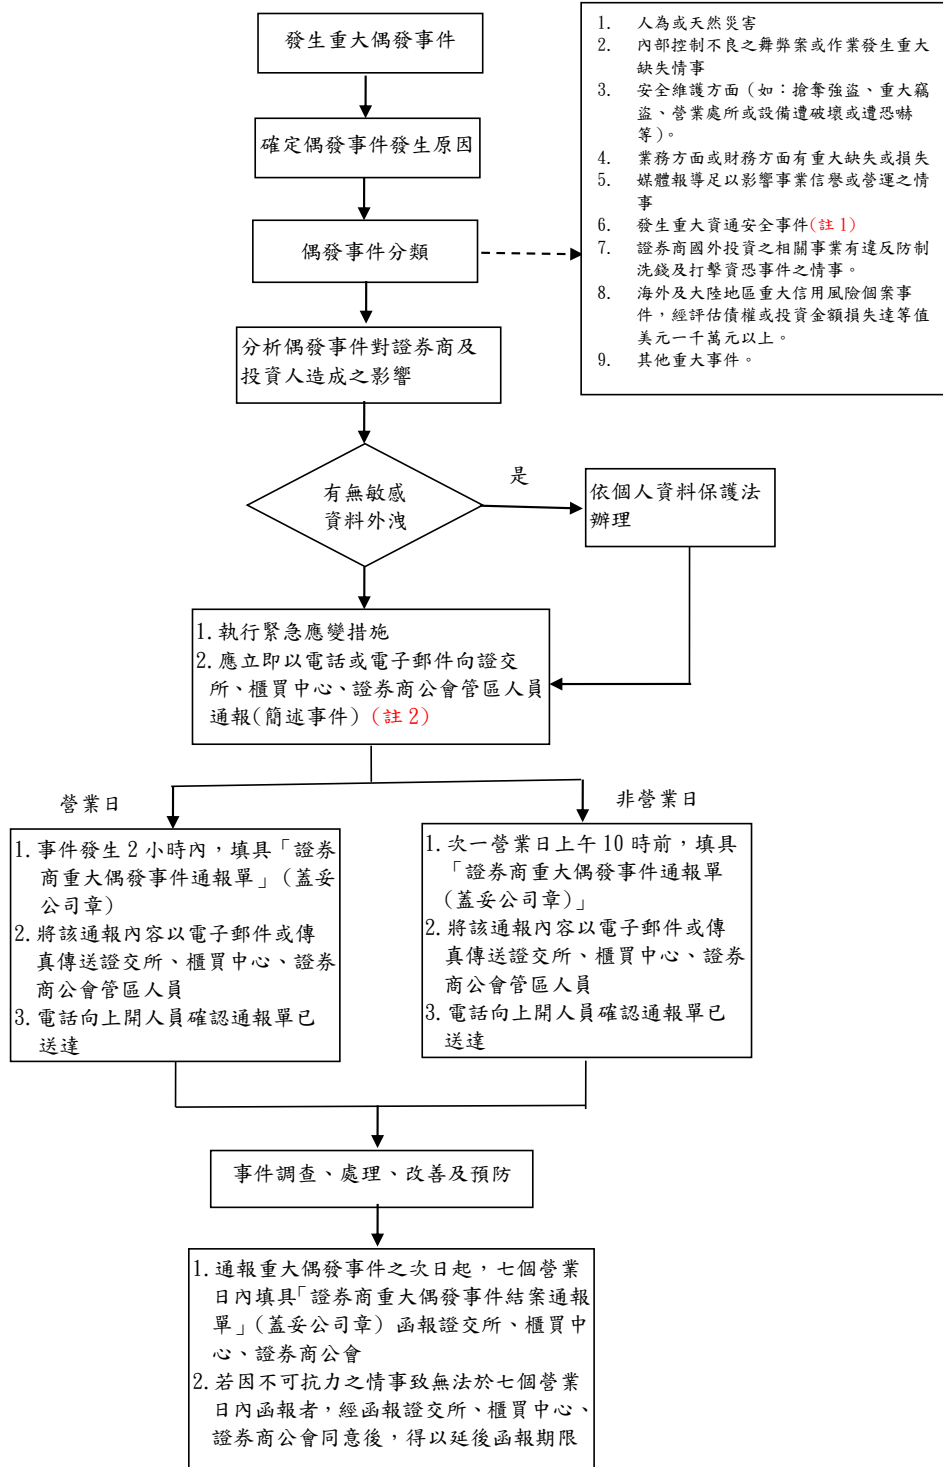 發生重大偶發事件
確定偶發事件發生原因
偶發事件分類
1. 人為或天然災害
2. 內部控制不良之舞弊案或作業發生重大
缺失情事
3. 安全維護方面（如：搶奪強盜、重大竊
盜、營業處所或設備遭破壞或遭恐嚇
等）。
4. 業務方面或財務方面有重大缺失或損失
5. 媒體報導足以影響事業信譽或營運之情
事
6. 發生重大資通安全事件(註 1)
7. 證券商國外投資之相關事業有違反防制
洗錢及打擊資恐事件之情事。
8. 海外及大陸地區重大信用風險個案事
件，經評估債權或投資金額損失達等值
美元一千萬元以上。
9. 其他重大事件。
分析偶發事件對證券商及
投資人造成之影響
有無敏感
資料外洩
是
依個人資料保護法
辦理
1. 執行緊急應變措施
2. 應立即以電話或電子郵件向證交
所、櫃買中心、證券商公會管區人員
通報(簡述事件)（註 2）
營業日
1. 事件發生 2 小時內，填具「證券
商重大偶發事件通報單」（蓋妥
公司章）
2. 將該通報內容以電子郵件或傳
真傳送證交所、櫃買中心、證券
商公會管區人員
3. 電話向上開人員確認通報單已
送達
非營業日
1. 次一營業日上午 10 時前，填具
「證券商重大偶發事件通報單
（蓋妥公司章）」
2. 將該通報內容以電子郵件或傳
真傳送證交所、櫃買中心、證券
商公會管區人員
3. 電話向上開人員確認通報單已
送達
事件調查、處理、改善及預防
1. 通報重大偶發事件之次日起，七個營業
日內填具「證券商重大偶發事件結案通報
單」（蓋妥公司章）函報證交所、櫃買中
心、證券商公會
2. 若因不可抗力之情事致無法於七個營業
日內函報者，經函報證交所、櫃買中心、
證券商公會同意後，得以延後函報期限